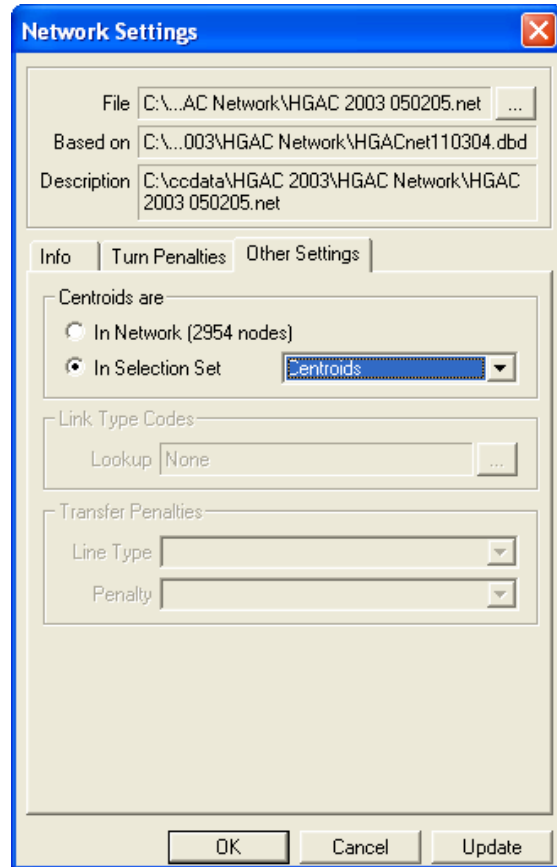 Network Settings
File C:\...AC Network\HGAC 2003 050205.net ...
Based on C:\...003\HGAC Network\HGACnet110304.dbd
Description C:\ccdata\HGAC 2003\HGAC Network\HGAC
2003 050205.net
Info Turn Penalties Other Settings
Centroids are
In Network (2954 nodes)
In Selection Set Centroids
Link Type Codes
Lookup None ...
Transfer Penalties
Line Type
Penalty
OK Cancel Update